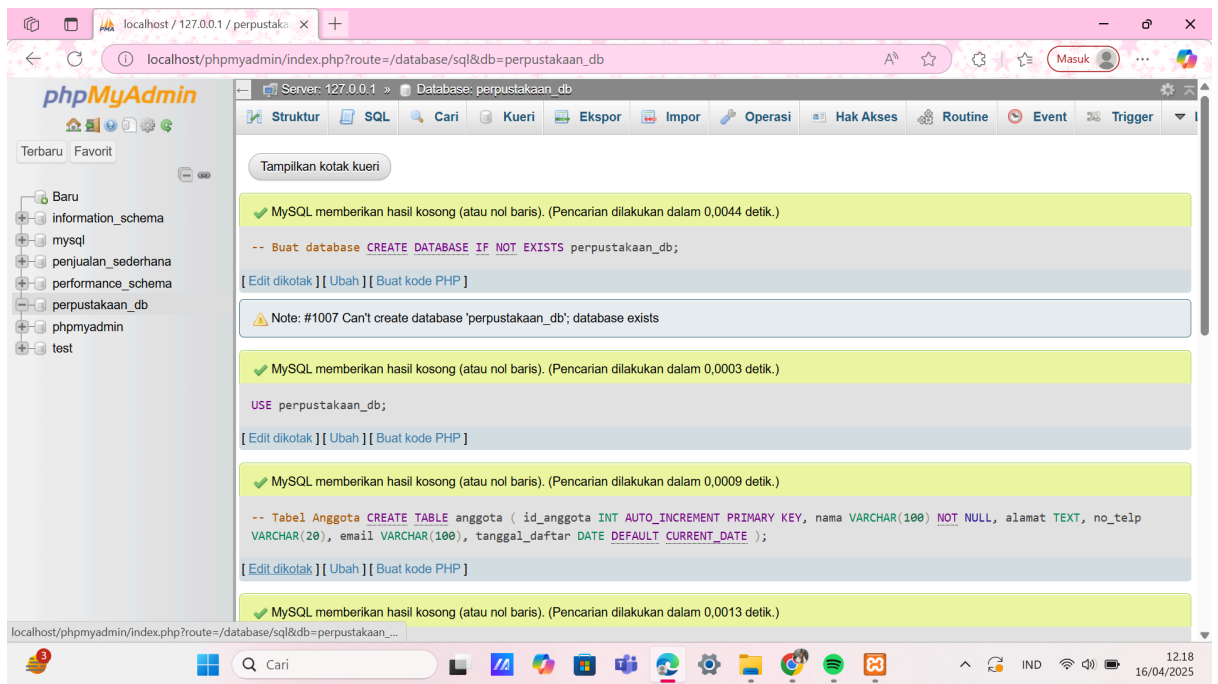 localhost / 127.0.0.1 / perpustaka
localhost/phpmyadmin/index.php?route=/database/sql&db=perpustakaan_db
Masuk
phpMyAdmin
Terbaru Favorit
Baru
information_schema
mysql
penjualan_sederhana
performance_schema
perpustakaan_db
phpmyadmin
test
Server: 127.0.0.1 » Database: perpustakaan_db
Struktur SQL Cari Kueri Ekspor Impor Operasi Hak Akses Routine Event Trigger
Tampilkan kotak kueri
MySQL memberikan hasil kosong (atau nol baris). (Pencarian dilakukan dalam 0,0044 detik.)
-- Buat database CREATE DATABASE IF NOT EXISTS perpustakaan_db;
[ Edit dikotak ] [ Ubah ] [ Buat kode PHP ]
Note: #1007 Can't create database 'perpustakaan_db'; database exists
MySQL memberikan hasil kosong (atau nol baris). (Pencarian dilakukan dalam 0,0003 detik.)
USE perpustakaan_db;
[ Edit dikotak ] [ Ubah ] [ Buat kode PHP ]
MySQL memberikan hasil kosong (atau nol baris). (Pencarian dilakukan dalam 0,0009 detik.)
-- Tabel Anggota CREATE TABLE anggota ( id_anggota INT AUTO_INCREMENT PRIMARY KEY, nama VARCHAR(100) NOT NULL, alamat TEXT, no_telp
VARCHAR(20), email VARCHAR(100), tanggal_daftar DATE DEFAULT CURRENT_DATE );
[ Edit dikotak ] [ Ubah ] [ Buat kode PHP ]
MySQL memberikan hasil kosong (atau nol baris). (Pencarian dilakukan dalam 0,0013 detik.)
localhost/phpmyadmin/index.php?route=/database/sql&db=perpustakaan_...
3
Cari
IND
12.18
16/04/2025